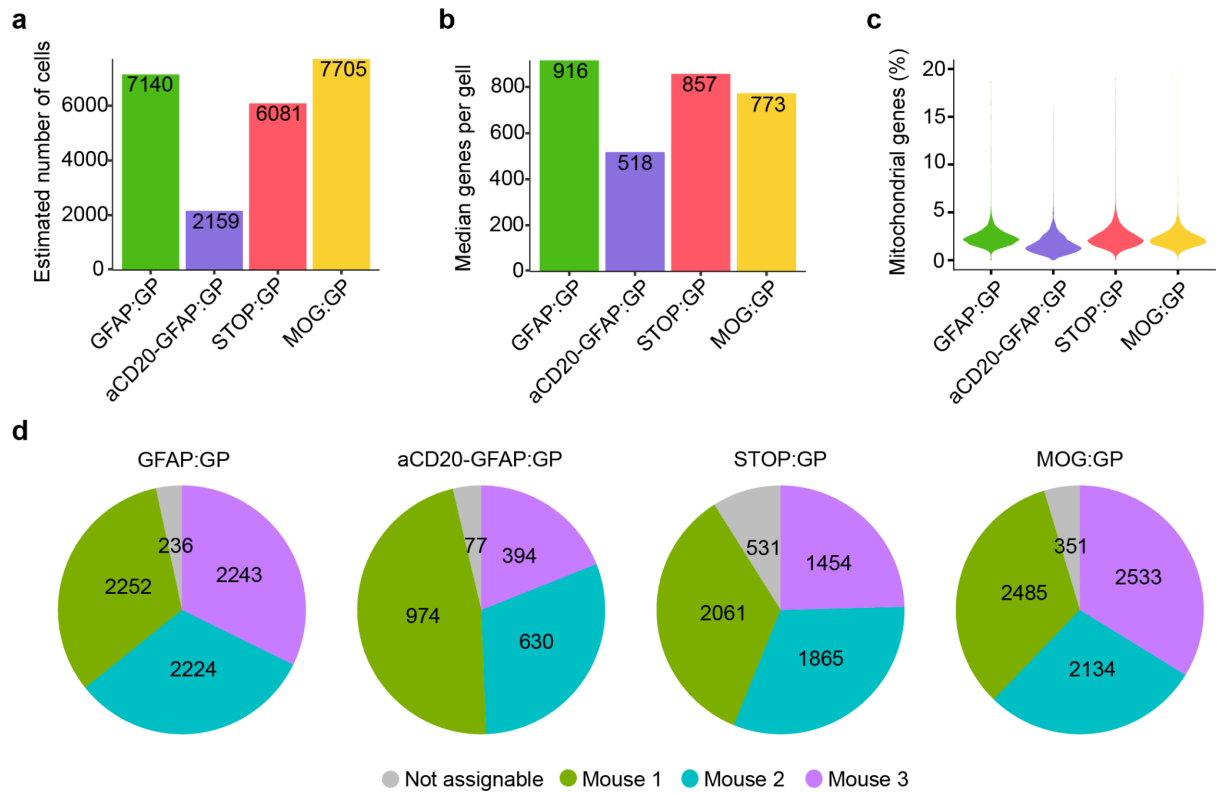 a
Estimated number of cells
6000
4000
2000
0
7140
2159
6081
7705
GFAP:GP
aCD20-GFAP:GP
STOP:GP
MOG:GP
b
Median genes per gell
800
600
400
200
0
916
518
857
773
GFAP:GP
aCD20-GFAP:GP
STOP:GP
MOG:GP
c
Mitochondrial genes (%)
20
15
10
5
0
GFAP:GP
aCD20-GFAP:GP
STOP:GP
MOG:GP
d
GFAP:GP
236
2252
2243
2224
aCD20-GFAP:GP
77
394
974
630
STOP:GP
531
1454
2061
1865
MOG:GP
351
2533
2485
2134
Not assignable Mouse 1 Mouse 2 Mouse 3